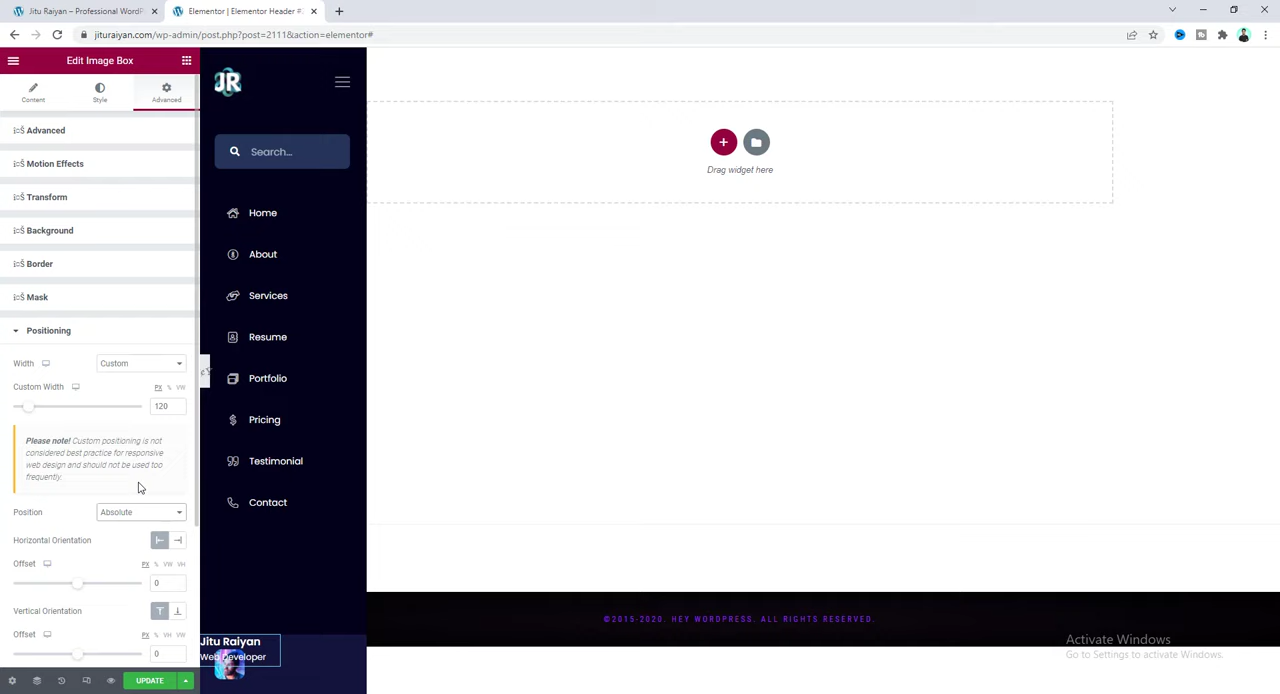 Jitu Raiyan – Professional WordP
Elementor | Elementor Header #
jituraiyan.com/wp-admin/post.php?post=2111&action=elementor#
Edit Image Box
Content
Style
Advanced
Advanced
Motion Effects
Transform
Background
Border
Mask
Positioning
Width
Custom
Custom Width
PX % VW
120
Please note! Custom positioning is not
considered best practice for responsive
web design and should not be used too
frequently.
Position
Absolute
Horizontal Orientation
Offset
PX % VW VH
0
Vertical Orientation
Offset
PX % VH VW
0
UPDATE
JR
Search...
Home
About
Services
Resume
Portfolio
Pricing
Testimonial
Contact
Jitu Raiyan
Web Developer
Drag widget here
©2015-2020. HEY WORDPRESS. ALL RIGHTS RESERVED.
Activate Windows
Go to Settings to activate Windows.